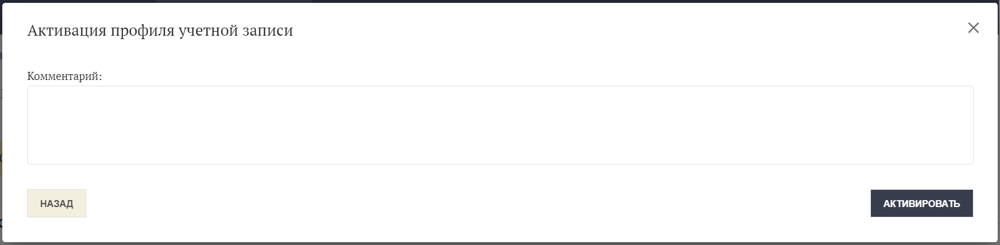 Активация профиля учетной записи
Комментарий:
НАЗАД
АКТИВИРОВАТЬ